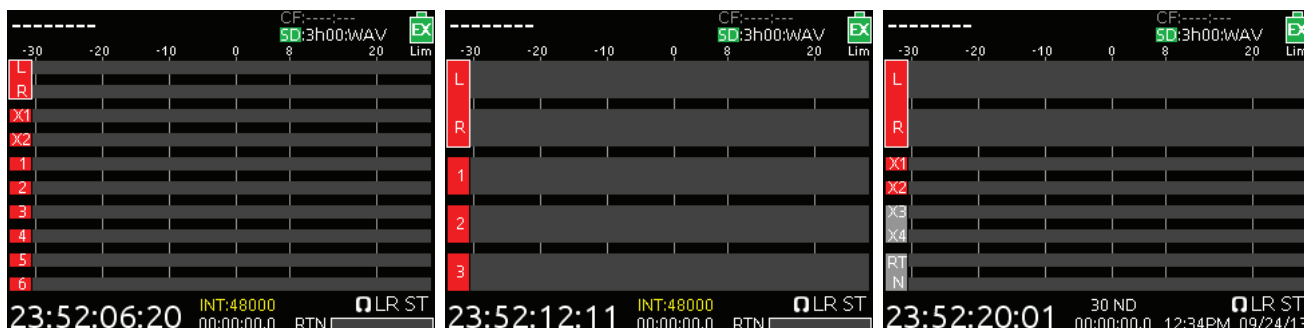 --------
CF:----:---
SD:3h00:WAV
EX
-30 -20 -10 0 8 20 Lim
L
R
X1
X2
1
2
3
4
5
6
23:52:06:20
INT:48000
LR ST
00:00:00.0
RTN
--------
CF:----:---
SD:3h00:WAV
EX
-30 -20 -10 0 8 20 Lim
L
R
1
2
3
23:52:12:11
INT:48000
LR ST
00:00:00.0
RTN
--------
CF:----:---
SD:3h00:WAV
EX
-30 -20 -10 0 8 20 Lim
L
R
X1
X2
X3
X4
RT
N
23:52:20:01
30 ND
LR ST
00:00:00.0 12:34PM